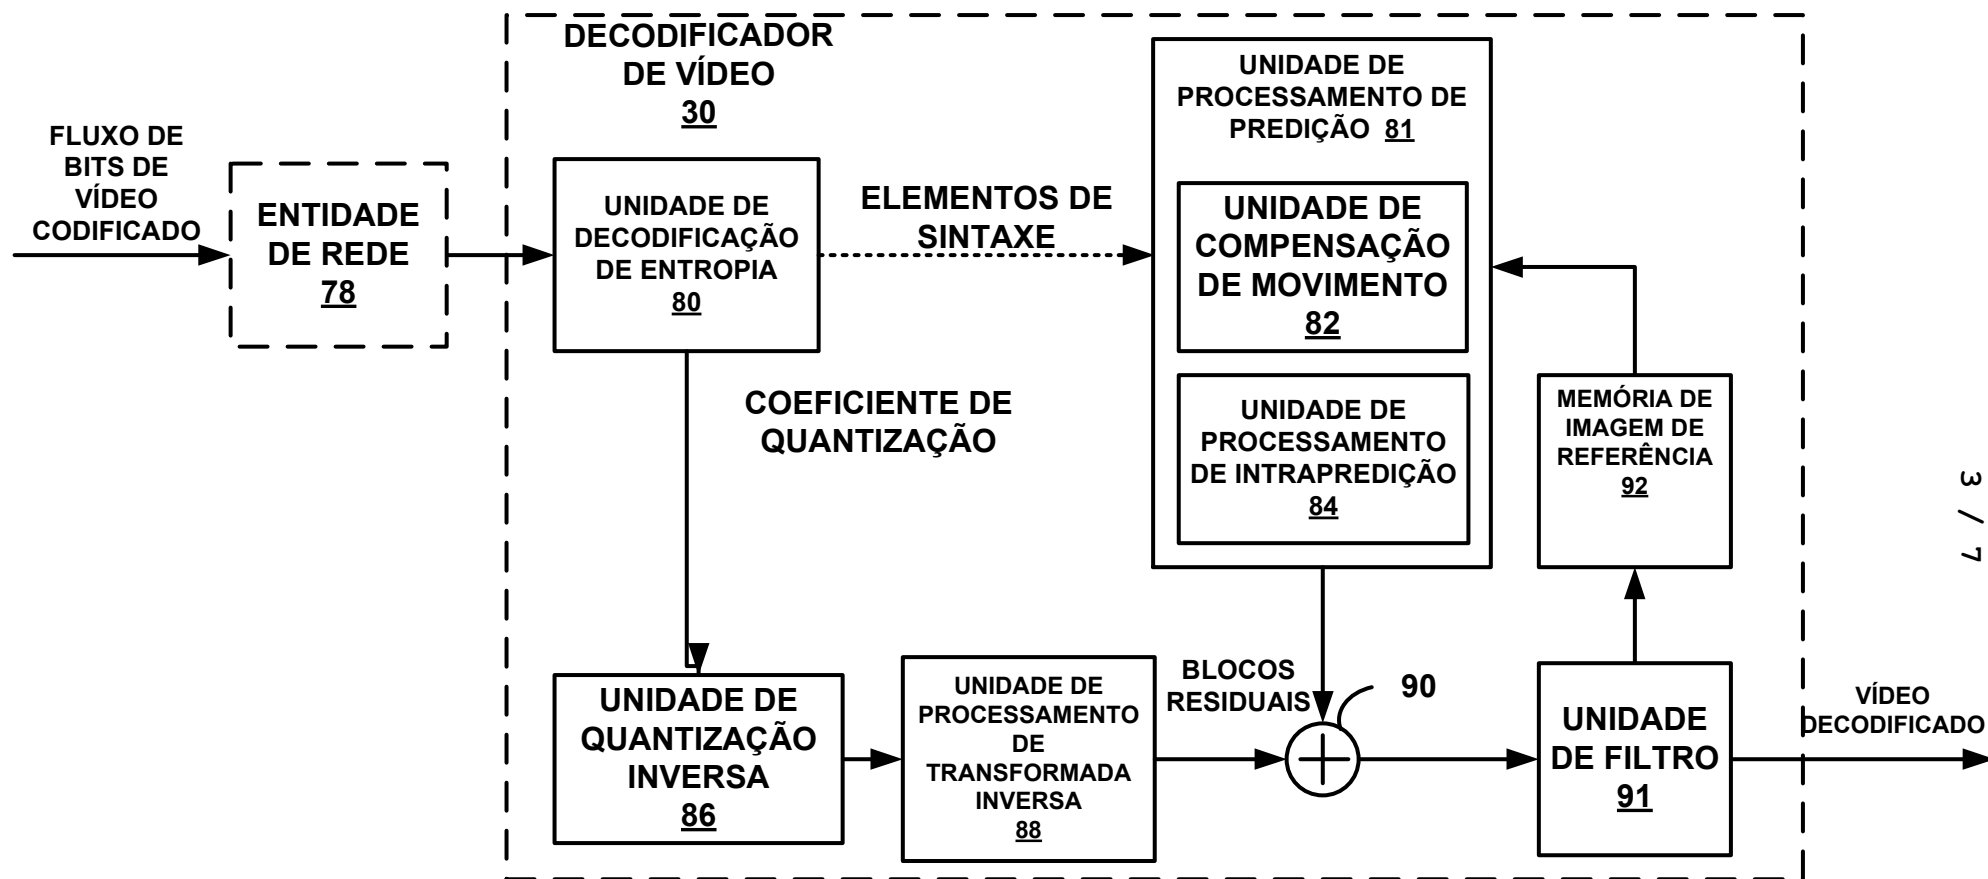 DECODIFICADOR
DE VÍDEO
30
FLUXO DE
BITS DE
VÍDEO
CODIFICADO
ENTIDADE
DE REDE
78
UNIDADE DE
DECODIFICAÇÃO
DE ENTROPIA
80
ELEMENTOS DE
SINTAXE
UNIDADE DE
PROCESSAMENTO DE
PREDIÇÃO 81
UNIDADE DE
COMPENSAÇÃO
DE MOVIMENTO
82
UNIDADE DE
PROCESSAMENTO
DE INTRAPREDIÇÃO
84
MEMÓRIA DE
IMAGEM DE
REFERÊNCIA
92
COEFICIENTE DE
QUANTIZAÇÃO
UNIDADE DE
QUANTIZAÇÃO
INVERSA
86
UNIDADE DE
PROCESSAMENTO
DE
TRANSFORMADA
INVERSA
88
BLOCOS
RESIDUAIS
90
UNIDADE
DE FILTRO
91
VÍDEO
DECODIFICADO
3 / 7